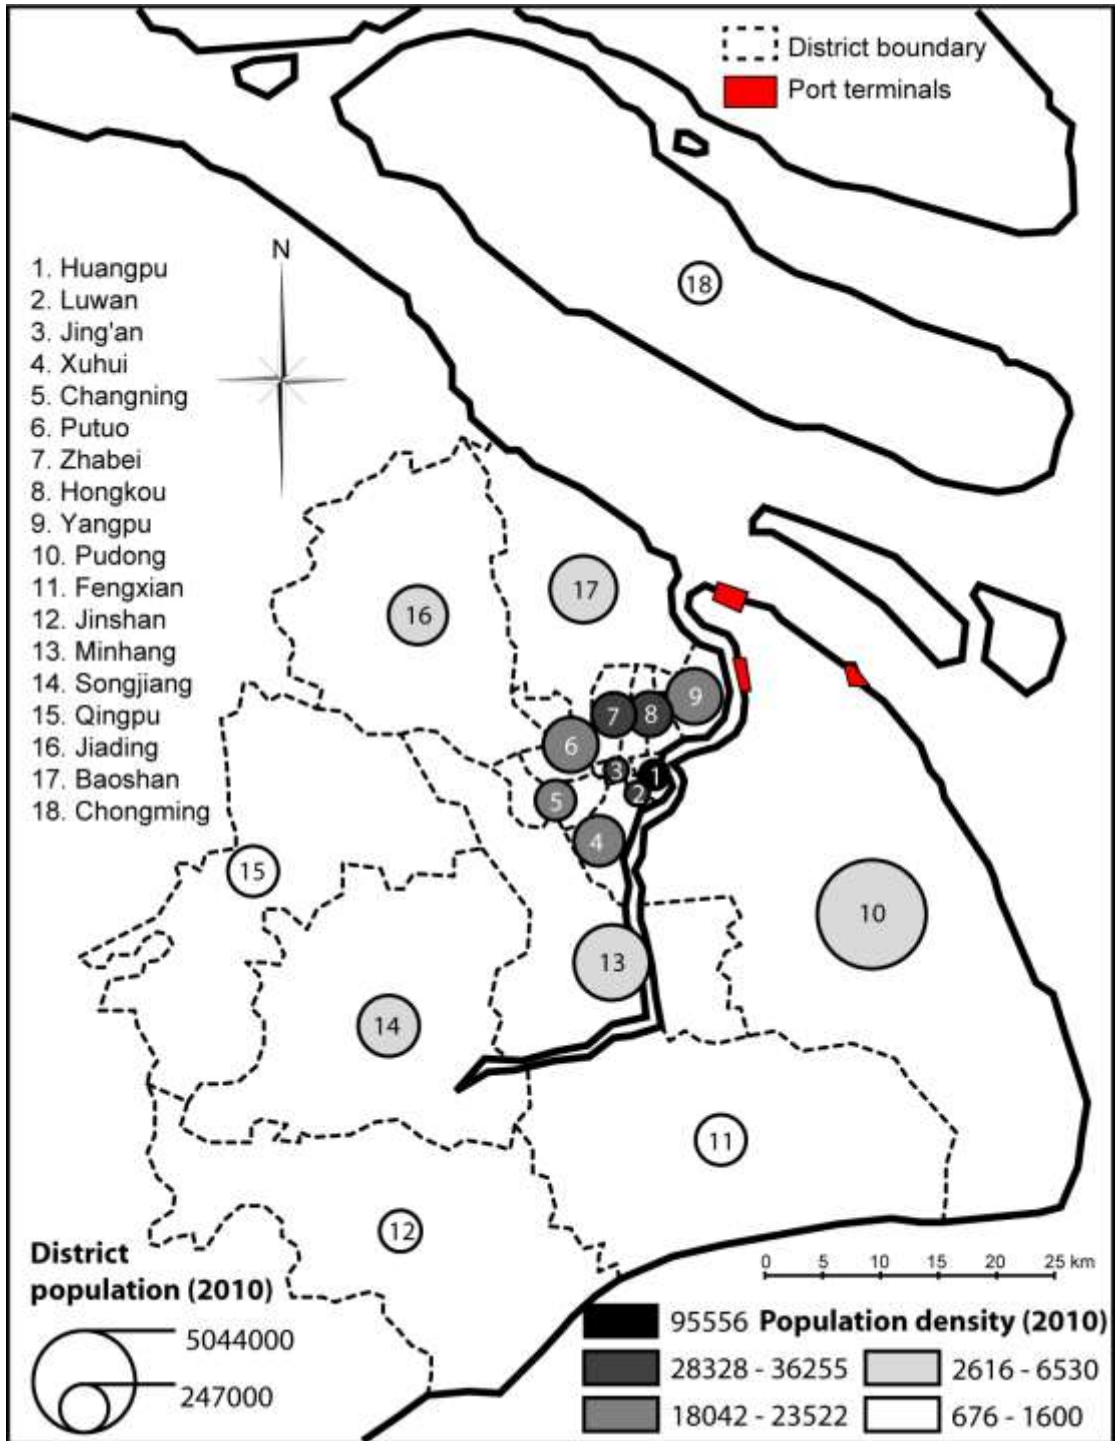 District boundary
Port terminals
N
1. Huangpu
2. Luwan
3. Jing'an
4. Xuhui
5. Changning
6. Putuo
7. Zhabei
8. Hongkou
9. Yangpu
10. Pudong
11. Fengxian
12. Jinshan
13. Minhang
14. Songjiang
15. Qingpu
16. Jiading
17. Baoshan
18. Chongming
18
17
16
9
7
8
6
3
1
2
5
4
15
10
13
14
11
12
0 5 10 15 20 25 km
District
population (2010)
5044000
247000
95556 Population density (2010)
28328 - 36255
2616 - 6530
18042 - 23522
676 - 1600